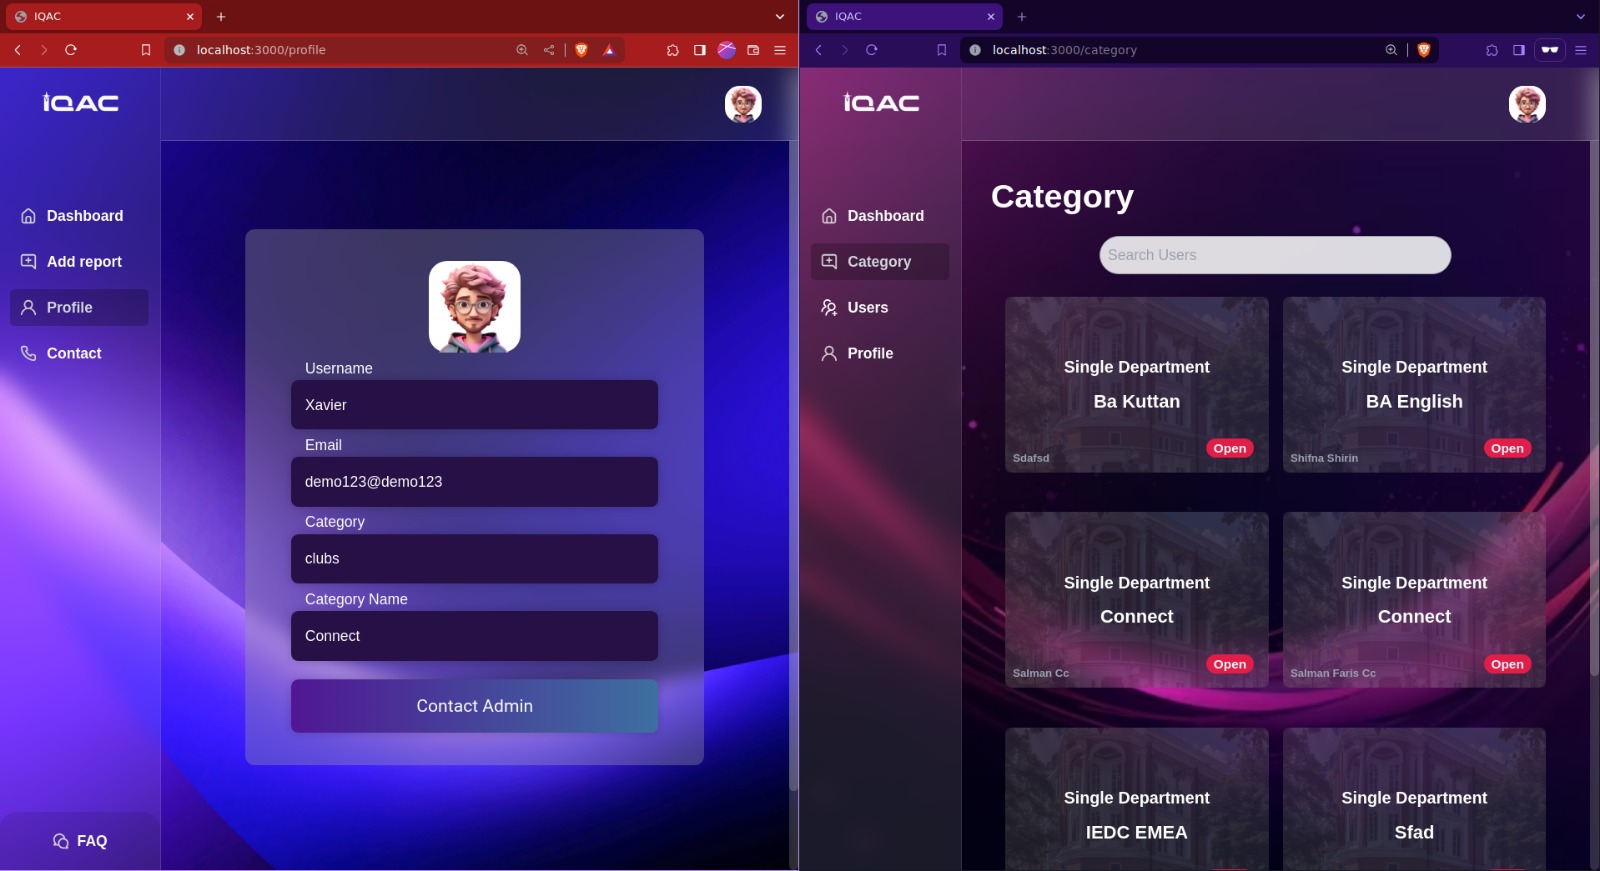 IQAC
localhost:3000/profile
IQAC
Dashboard
Add report
Profile
Contact
FAQ
Username
Xavier
Email
demo123@demo123
Category
clubs
Category Name
Connect
Contact Admin
IQAC
localhost:3000/category
IQAC
Dashboard
Category
Users
Profile
Category
Search Users
Single Department
Ba Kuttan
Sdafsd
Open
Single Department
BA English
Shifna Shirin
Open
Single Department
Connect
Salman Cc
Open
Single Department
Connect
Salman Faris Cc
Open
Single Department
IEDC EMEA
Single Department
Sfad